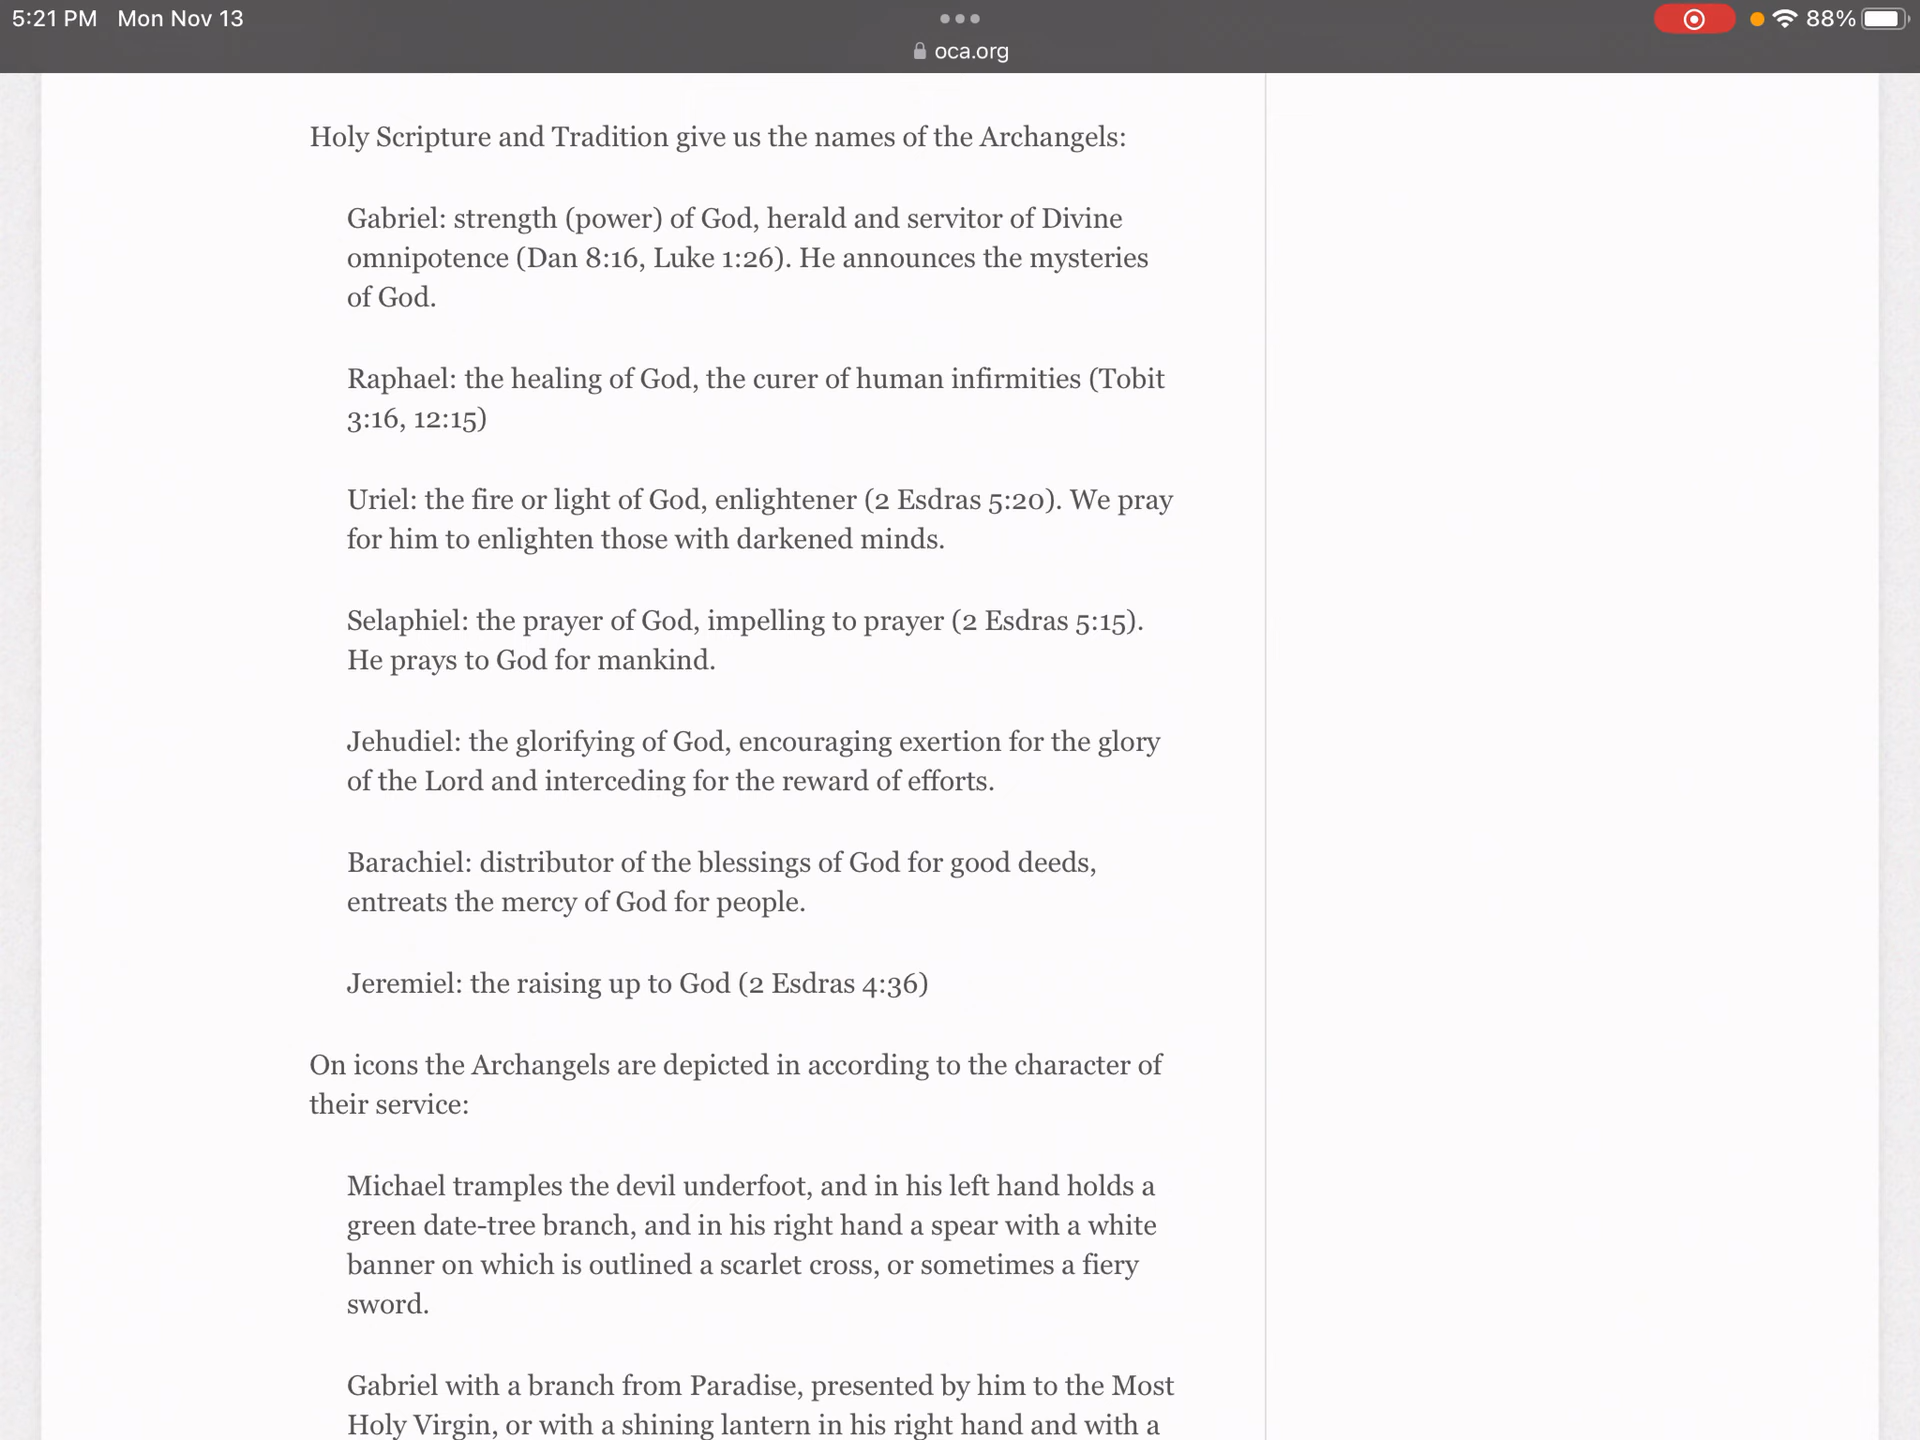 5:21 PM Mon Nov 13
88%
oca.org
Holy Scripture and Tradition give us the names of the Archangels:
Gabriel: strength (power) of God, herald and servitor of Divine
omnipotence (Dan 8:16, Luke 1:26). He announces the mysteries
of God.
Raphael: the healing of God, the curer of human infirmities (Tobit
3:16, 12:15)
Uriel: the fire or light of God, enlightener (2 Esdras 5:20). We pray
for him to enlighten those with darkened minds.
Selaphiel: the prayer of God, impelling to prayer (2 Esdras 5:15).
He prays to God for mankind.
Jehudiel: the glorifying of God, encouraging exertion for the glory
of the Lord and interceding for the reward of efforts.
Barachiel: distributor of the blessings of God for good deeds,
entreats the mercy of God for people.
Jeremiel: the raising up to God (2 Esdras 4:36)
On icons the Archangels are depicted in according to the character of
their service:
Michael tramples the devil underfoot, and in his left hand holds a
green date-tree branch, and in his right hand a spear with a white
banner on which is outlined a scarlet cross, or sometimes a fiery
sword.
Gabriel with a branch from Paradise, presented by him to the Most
Holy Virgin, or with a shining lantern in his right hand and with a